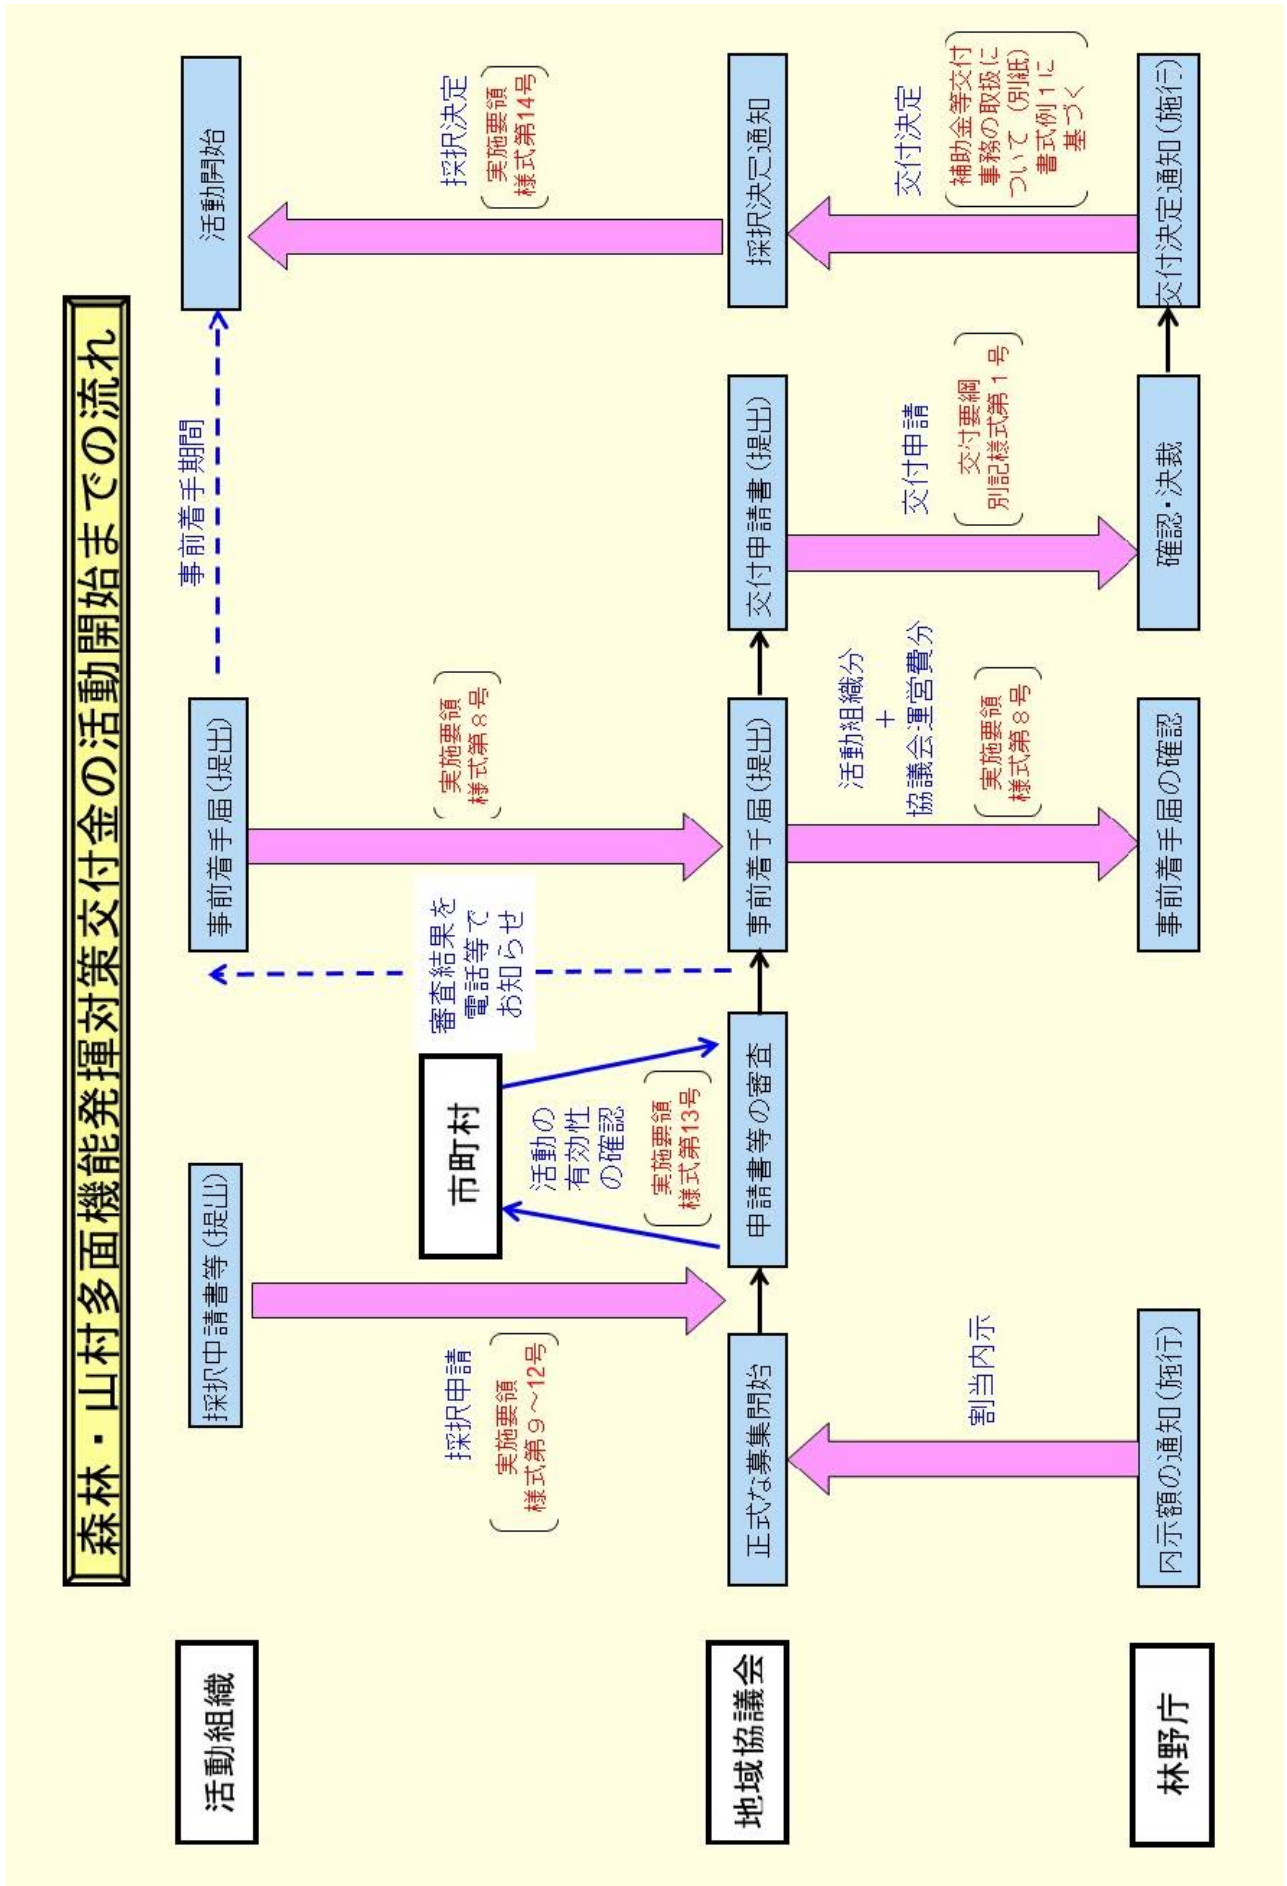 森林・山村多面機能発揮対策交付金の活動開始までの流れ
活動組織
採択申請書等(提出)
事前着手届(提出)
事前着手期間
活動開始
採択申請
実施要領
様式第９～12号
市町村
活動の
有効性
の確認
実施要領
様式第13号
審査結果を
電話等で
お知らせ
実施要領
様式第８号
採択決定
実施要領
様式第14号
地域協議会
正式な募集開始
申請書等の審査
事前着手届(提出)
交付申請書(提出)
採択決定通知
割当内示
活動組織分
＋
協議会運営費分
実施要領
様式第８号
交付申請
交付要綱
別記様式第１号
交付決定
補助金等交付
事務の取扱に
ついて（別紙）
書式例１に
基づく
林野庁
内示額の通知(施行)
事前着手届の確認
確認・決裁
交付決定通知(施行)